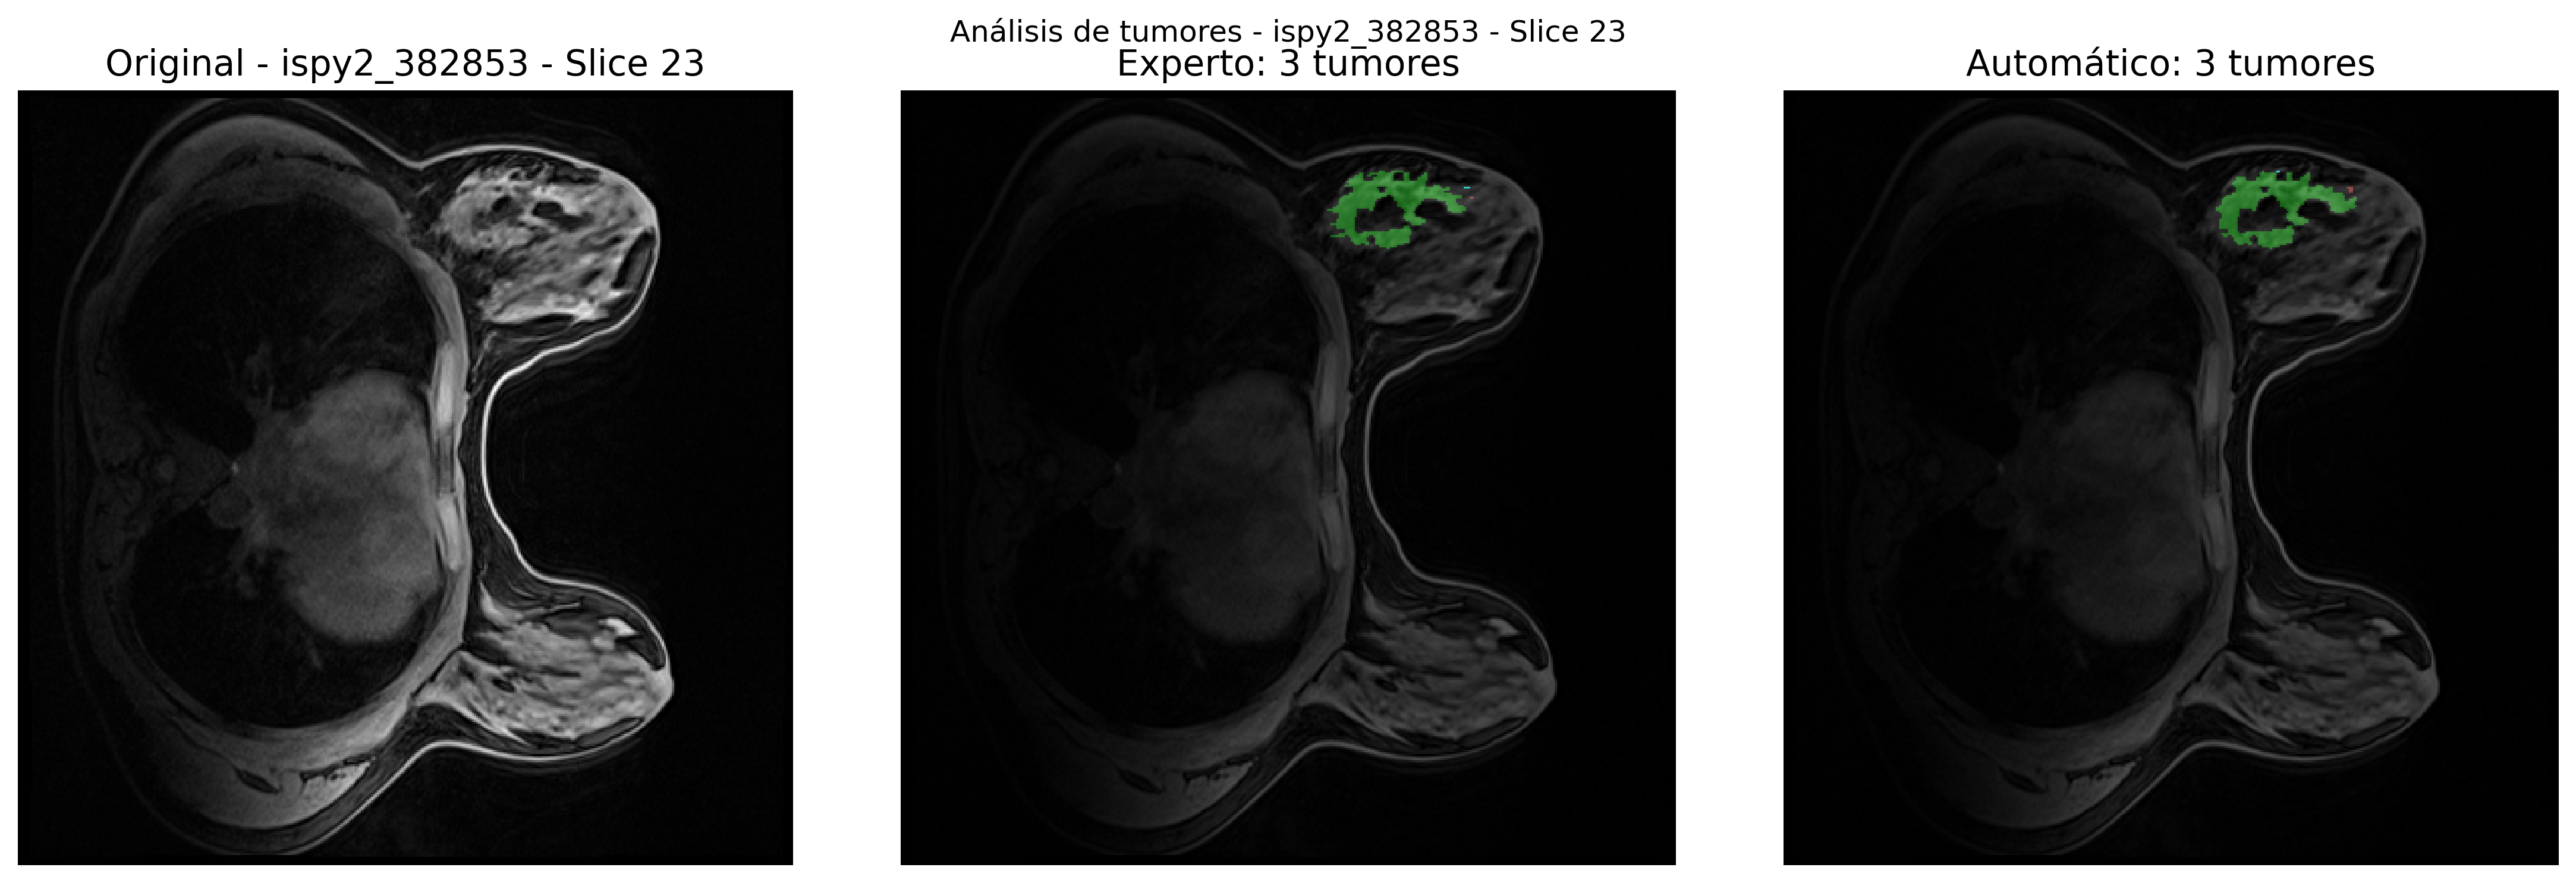 Análisis de tumores - ispy2_382853 - Slice 23
Original - ispy2_382853 - Slice 23
Experto: 3 tumores
Automático: 3 tumores